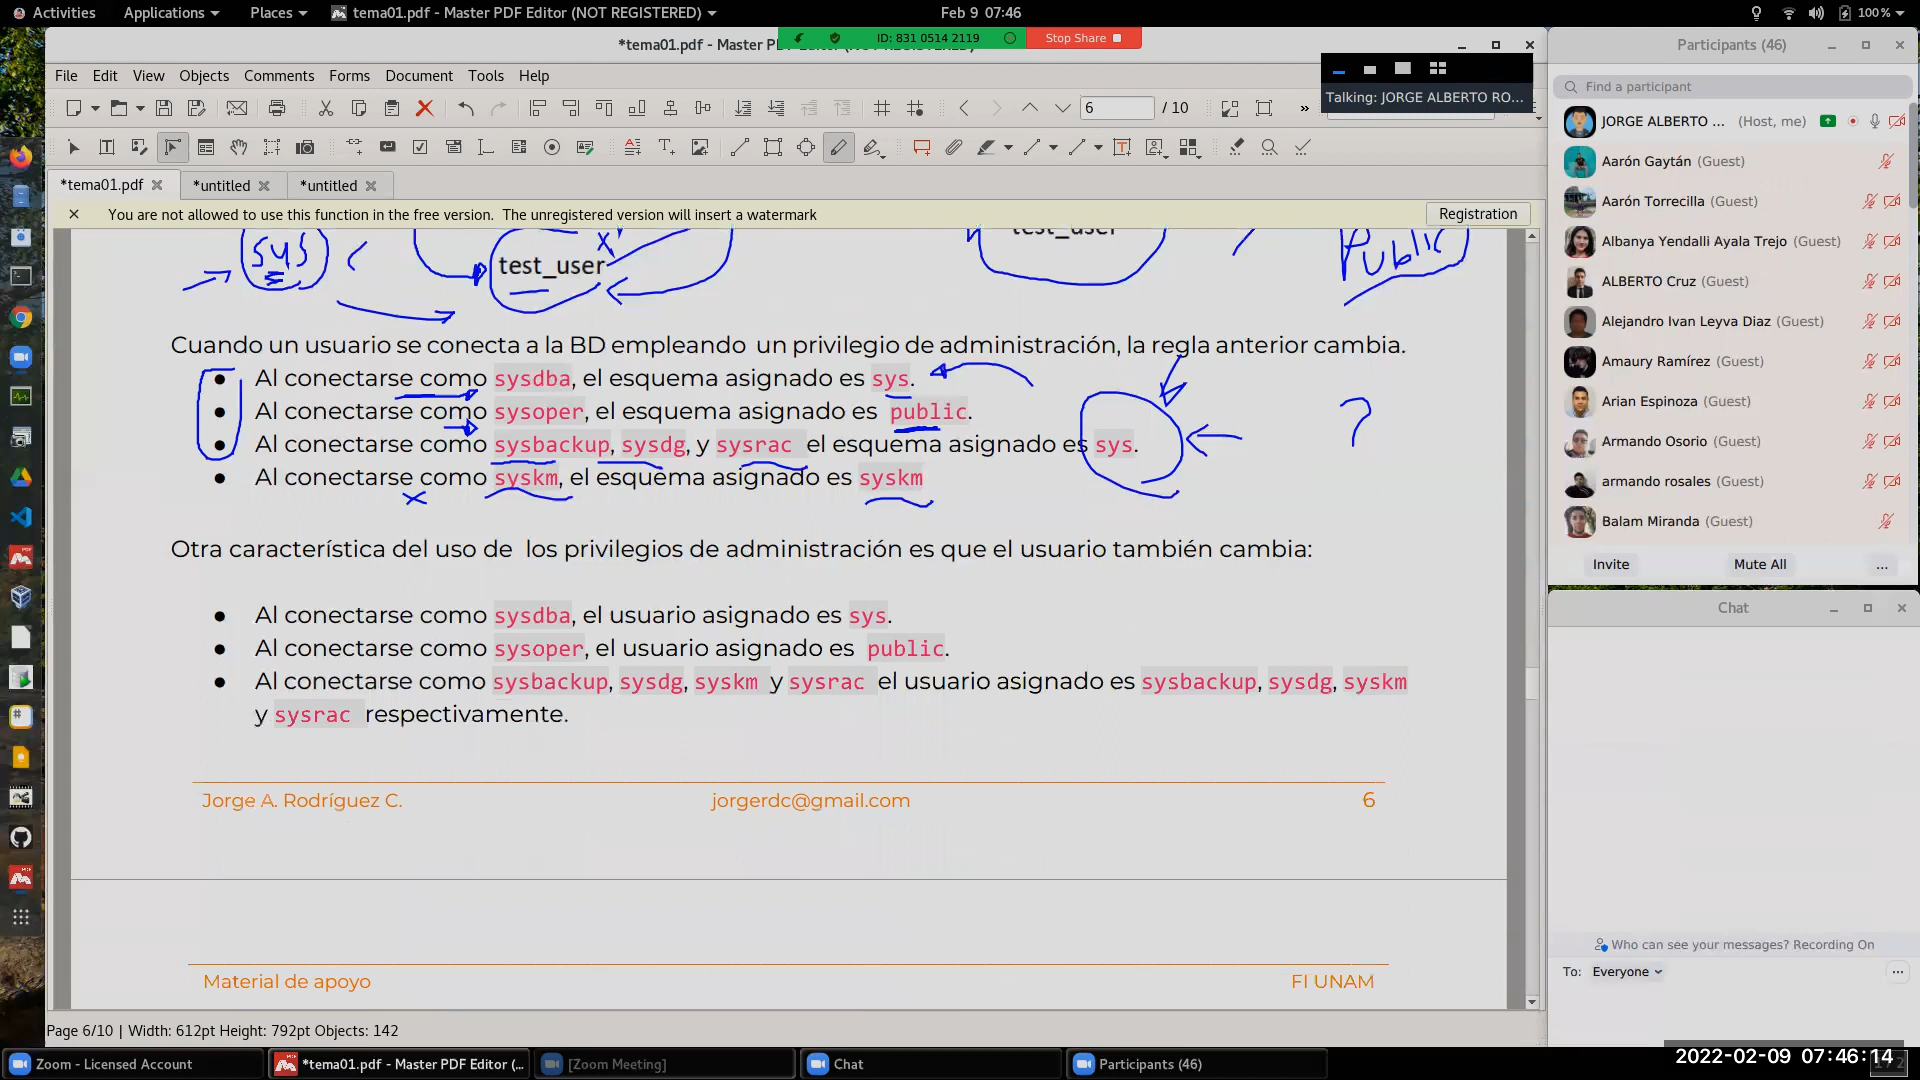 Activities Applications Places tema01.pdf - Master PDF Editor (NOT REGISTERED) Feb 9 07:46 100%
*tema01.pdf - Master
ID: 831 0514 2119 Stop Share
Participants (46)
File Edit View Objects Comments Forms Document Tools Help
Talking: JORGE ALBERTO RO...
Find a participant
6 / 10 »
JORGE ALBERTO ... (Host, me)
Aarón Gaytán (Guest)
*tema01.pdf *untitled *untitled
Aarón Torrecilla (Guest)
You are not allowed to use this function in the free version. The unregistered version will insert a watermark Registration
sys
test_user
test_user
Public
Albanya Yendalli Ayala Trejo (Guest)
ALBERTO Cruz (Guest)
Alejandro Ivan Leyva Diaz (Guest)
Amaury Ramírez (Guest)
Arian Espinoza (Guest)
Armando Osorio (Guest)
armando rosales (Guest)
Balam Miranda (Guest)
Invite Mute All ...
Cuando un usuario se conecta a la BD empleando un privilegio de administración, la regla anterior cambia.
● Al conectarse como sysdba, el esquema asignado es sys.
● Al conectarse como sysoper, el esquema asignado es public.
● Al conectarse como sysbackup, sysdg, y sysrac el esquema asignado es sys.
● Al conectarse como syskm, el esquema asignado es syskm
x
?
Otra característica del uso de los privilegios de administración es que el usuario también cambia:
● Al conectarse como sysdba, el usuario asignado es sys.
● Al conectarse como sysoper, el usuario asignado es public.
● Al conectarse como sysbackup, sysdg, syskm y sysrac el usuario asignado es sysbackup, sysdg, syskm
y sysrac respectivamente.
Jorge A. Rodríguez C. jorgerdc@gmail.com 6
Material de apoyo FI UNAM
Chat
Who can see your messages? Recording On
To: Everyone ...
Page 6/10 | Width: 612pt Height: 792pt Objects: 142
Zoom - Licensed Account *tema01.pdf - Master PDF Editor (... [Zoom Meeting] Chat Participants (46)
2022-02-09 07:46:14